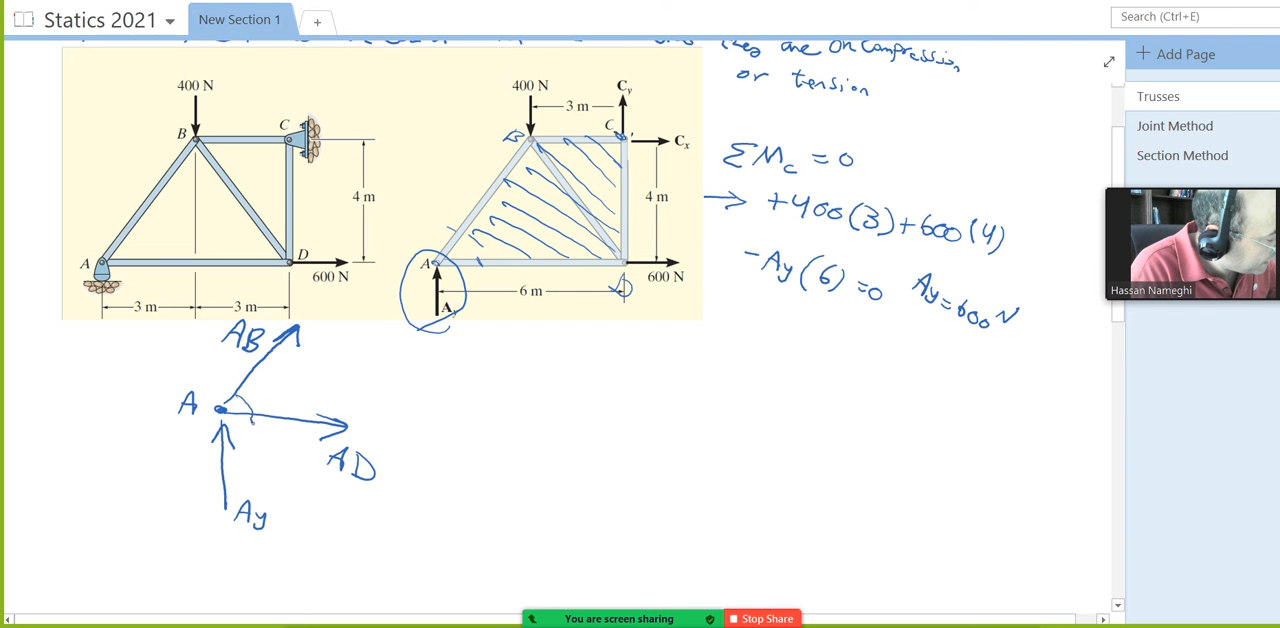 Statics 2021
New Section 1
+
Search (Ctrl+E)
they are on compression
or tension
+ Add Page
Trusses
Joint Method
Section Method
400 N
B
C
4 m
A
D
600 N
3 m
3 m
400 N
3 m
Cy
B
C
Cx
4 m
A
600 N
6 m
D
A
ΣMc = 0
→ +400(3)+600(4)
-Ay(6)=0 Ay=600 N
Hassan Nameghi
AB
A
AD
Ay
You are screen sharing
Stop Share